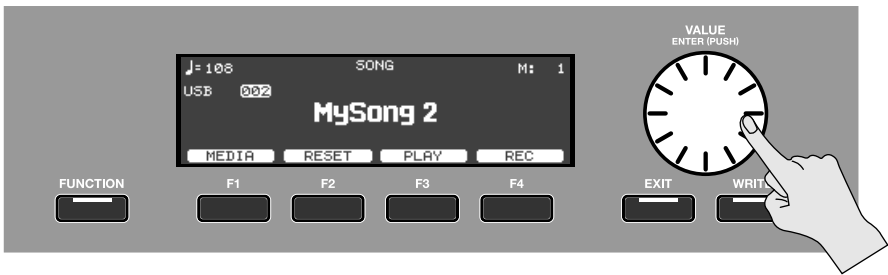 VALUE
ENTER (PUSH)
♩=108 SONG M: 1
USB 002
MySong 2
MEDIA RESET PLAY REC
FUNCTION F1 F2 F3 F4 EXIT WRIT